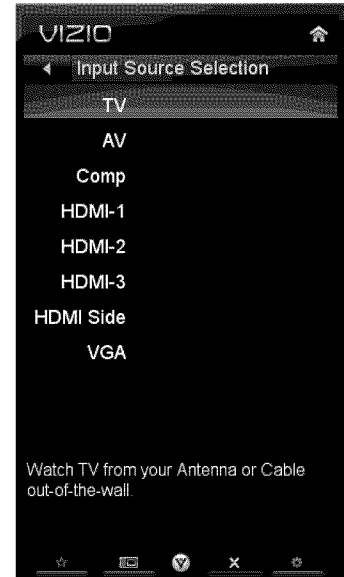 VIZIO
Input Source Selection
TV
AV
Comp
HDMI-1
HDMI-2
HDMI-3
HDMI Side
VGA
Watch TV from your Antenna or Cable
out-of-the-wall.